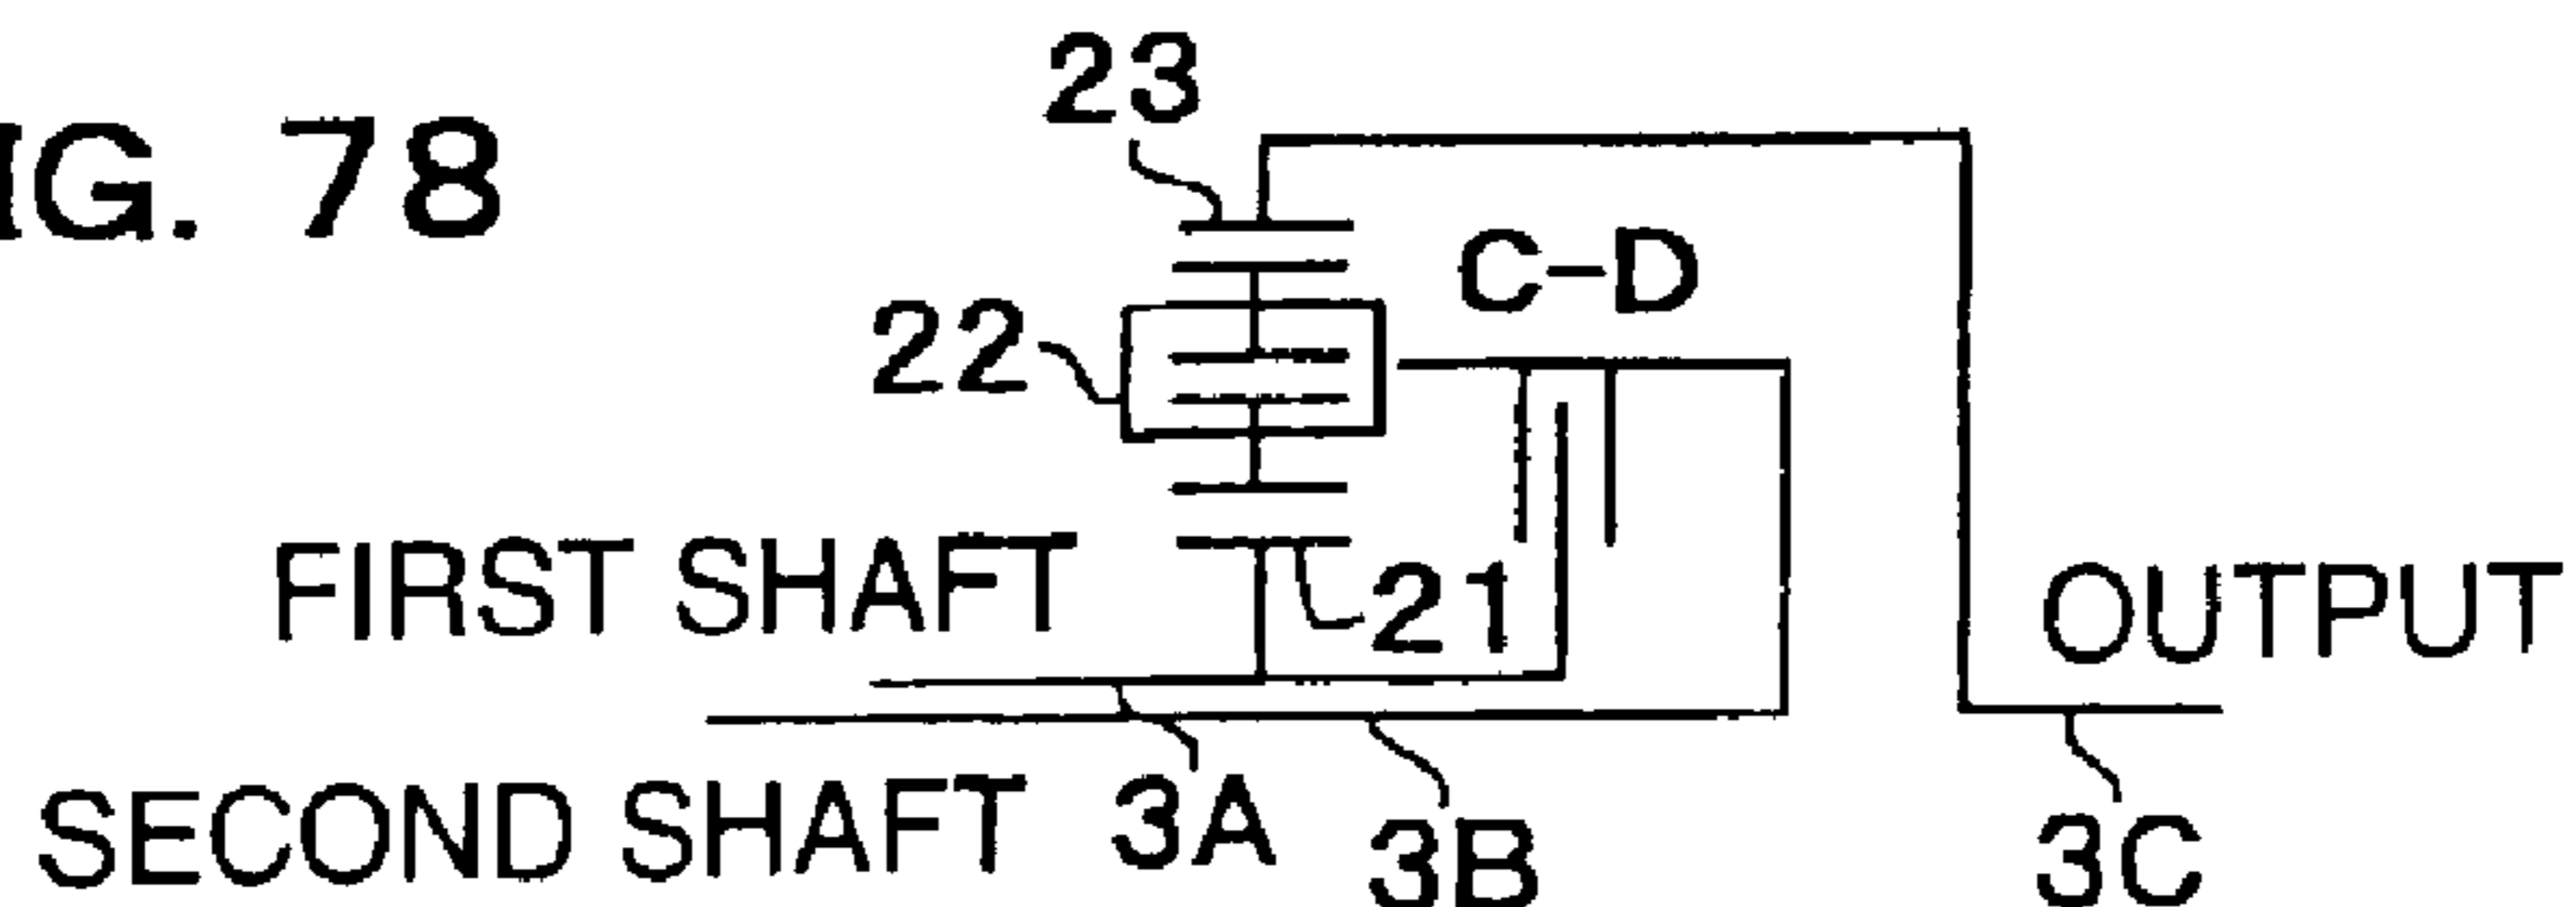 IG. 78
23
C-D
22
FIRST SHAFT
21
OUTPUT
SECOND SHAFT
3A
3B
3C